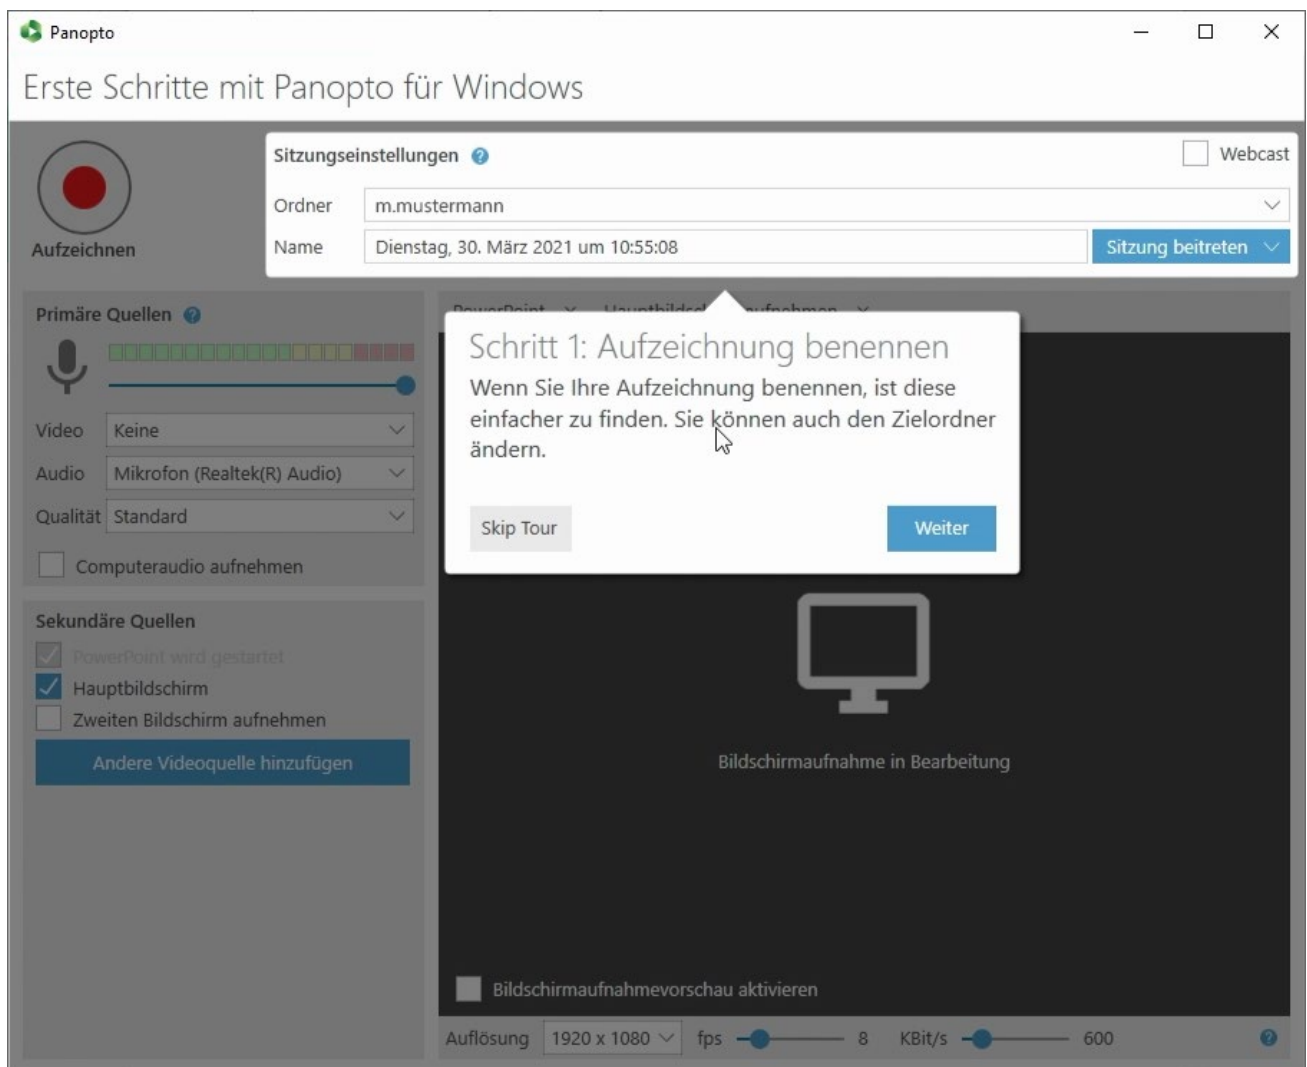 Panopto
Erste Schritte mit Panopto für Windows
Aufzeichnen
Sitzungseinstellungen ?
Webcast
Ordner m.mustermann
Name Dienstag, 30. März 2021 um 10:55:08 Sitzung beitreten
Primäre Quellen ?
Video Keine
Audio Mikrofon (Realtek(R) Audio)
Qualität Standard
Computeraudio aufnehmen
Sekundäre Quellen
PowerPoint wird gestartet
Hauptbildschirm
Zweiten Bildschirm aufnehmen
Andere Videoquelle hinzufügen
Schritt 1: Aufzeichnung benennen
Wenn Sie Ihre Aufzeichnung benennen, ist diese
einfacher zu finden. Sie können auch den Zielordner
ändern.
Skip Tour Weiter
Bildschirmaufnahme in Bearbeitung
Bildschirmaufnahmevorschau aktivieren
Auflösung 1920 x 1080 fps 8 KBit/s 600 ?